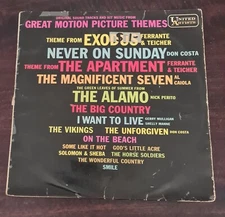 ORIGINAL SOUND TRACKS AND HIT MUSIC FROM
GREAT MOTION PICTURE THEMES
UNITED ARTISTS
THEME FROM EXODUS FERRANTE & TEICHER
NEVER ON SUNDAY DON COSTA
THEME FROM THE APARTMENT FERRANTE & TEICHER
THE MAGNIFICENT SEVEN AL CAIOLA
THE GREEN LEAVES OF SUMMER FROM
THE ALAMO NICK PERITO
THE BIG COUNTRY
I WANT TO LIVE GERRY MULLIGAN SHELLY MANNE
THE VIKINGS THE UNFORGIVEN DON COSTA
ON THE BEACH
SOME LIKE IT HOT GOD'S LITTLE ACRE
SOLOMON & SHEBA THE HORSE SOLDIERS
THE WONDERFUL COUNTRY
SMILE